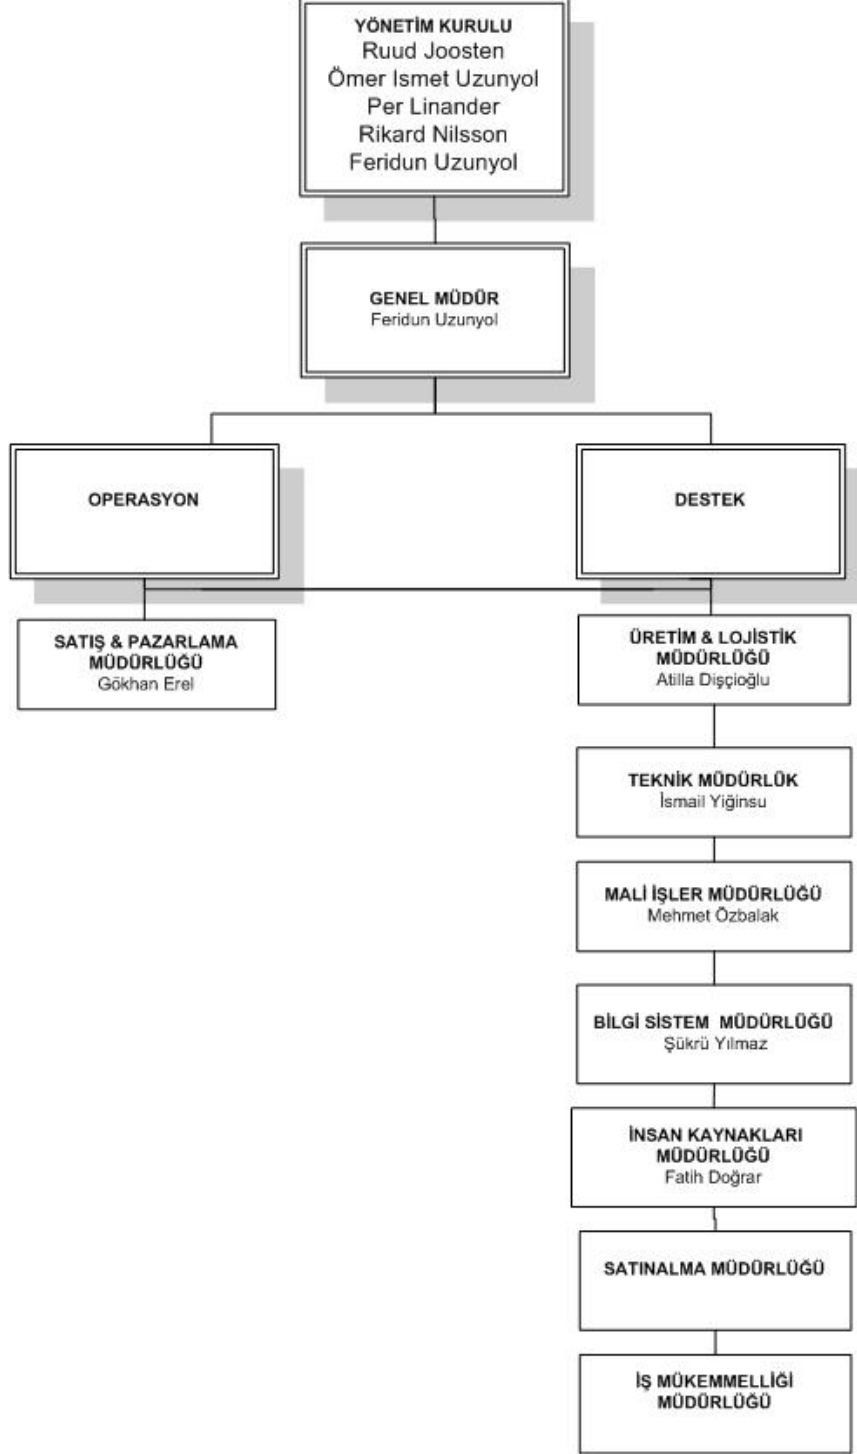 YÖNETİM KURULU
Ruud Joosten
Ömer Ismet Uzunyol
Per Linander
Rikard Nilsson
Feridun Uzunyol
GENEL MÜDÜR
Feridun Uzunyol
OPERASYON
DESTEK
SATIŞ & PAZARLAMA
MÜDÜRLÜĞÜ
Gökhan Erel
ÜRETİM & LOJİSTİK
MÜDÜRLÜĞÜ
Atilla Dişçioğlu
TEKNİK MÜDÜRLÜK
İsmail Yiğinsu
MALİ İŞLER MÜDÜRLÜĞÜ
Mehmet Özbalak
BİLGİ SİSTEM MÜDÜRLÜĞÜ
Şükrü Yılmaz
İNSAN KAYNAKLARI
MÜDÜRLÜĞÜ
Fatih Doğrar
SATINALMA MÜDÜRLÜĞÜ
İŞ MÜKEMMELLİĞİ
MÜDÜRLÜĞÜ